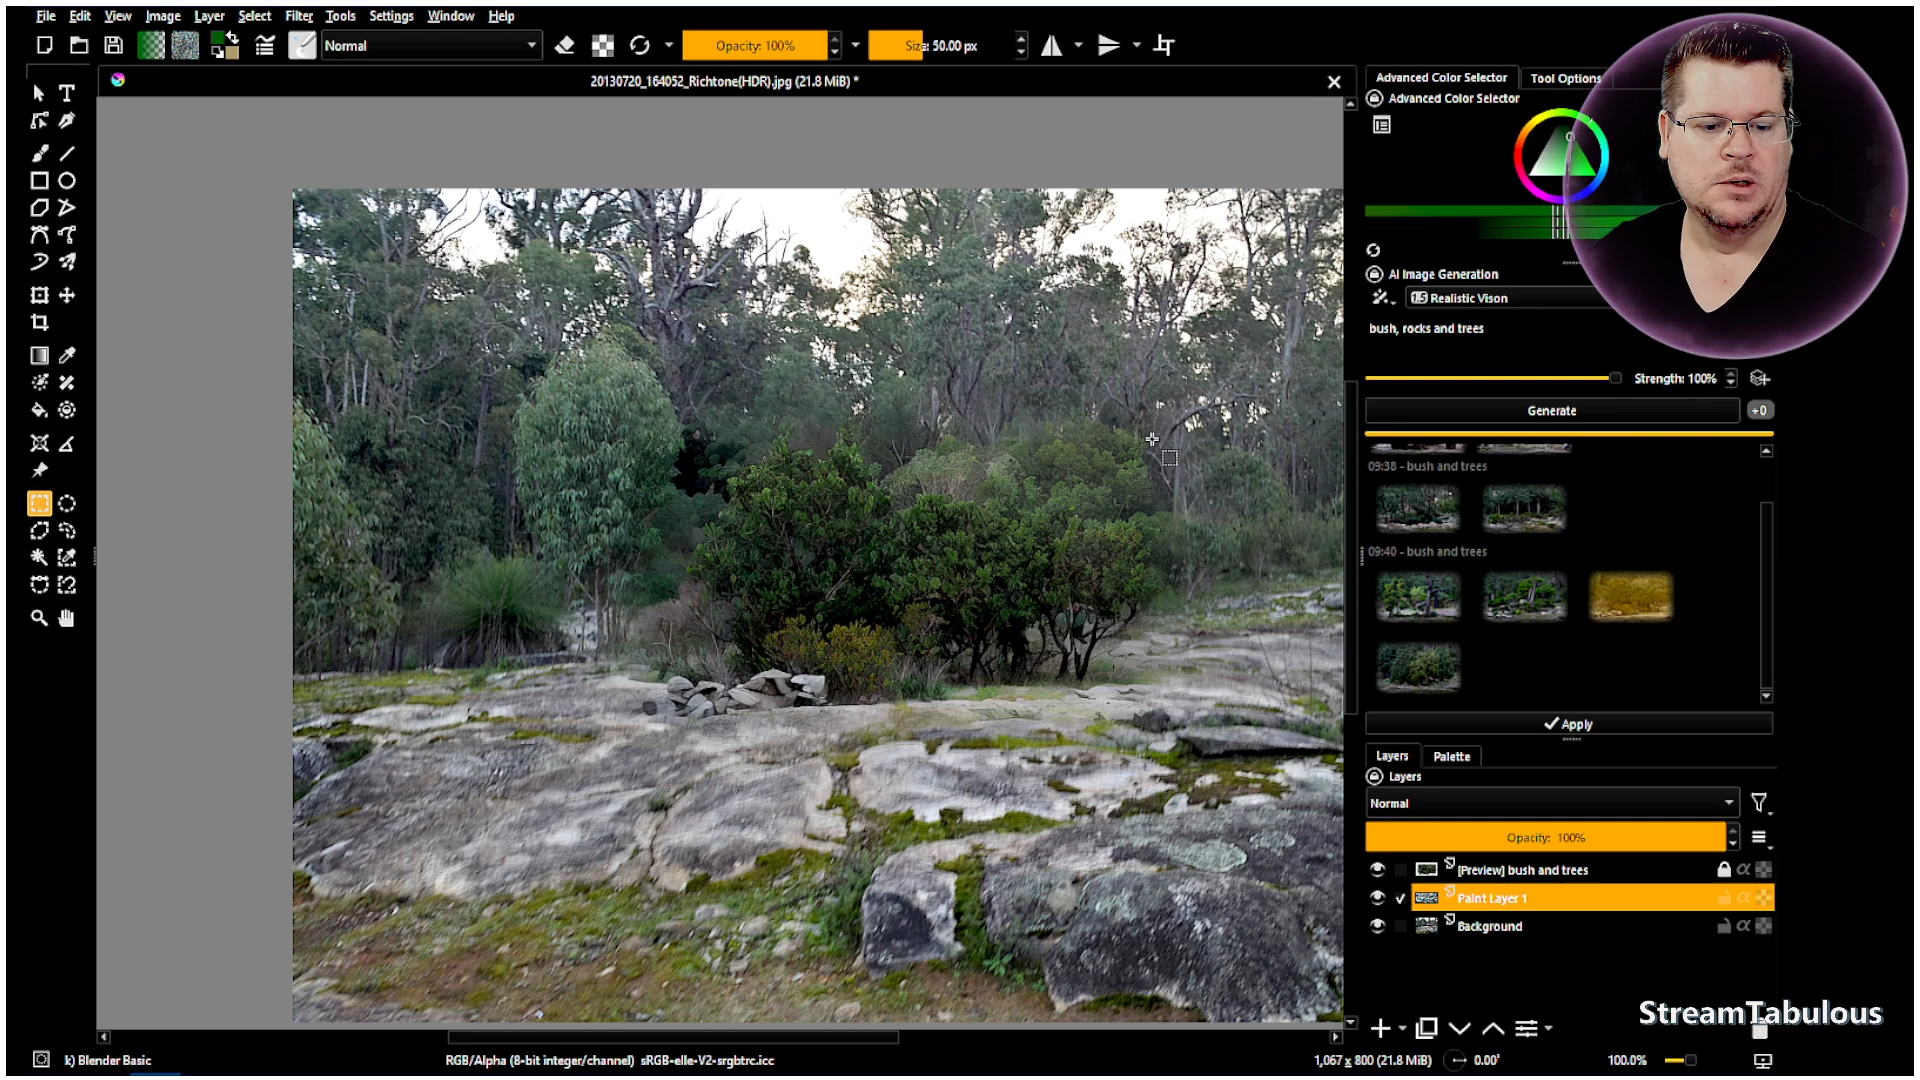 File Edit View Image Layer Select Filter Tools Settings Window Help
Normal Opacity: 100% Size: 50.00 px
20130720_164052_Richtone(HDR).jpg (21.8 MiB) *
Advanced Color Selector Tool Options
Advanced Color Selector
AI Image Generation
1.5 Realistic Vison
bush, rocks and trees
Strength: 100%
Generate +0
09:38 - bush and trees
09:40 - bush and trees
Apply
Layers Palette
Layers
Normal
Opacity: 100%
[Preview] bush and trees
Paint Layer 1
Background
StreamTabulous
k) Blender Basic RGB/Alpha (8-bit integer/channel) sRGB-elle-V2-srgbtrc.icc 1,067 x 800 (21.8 MiB) 0.00° 100.0%